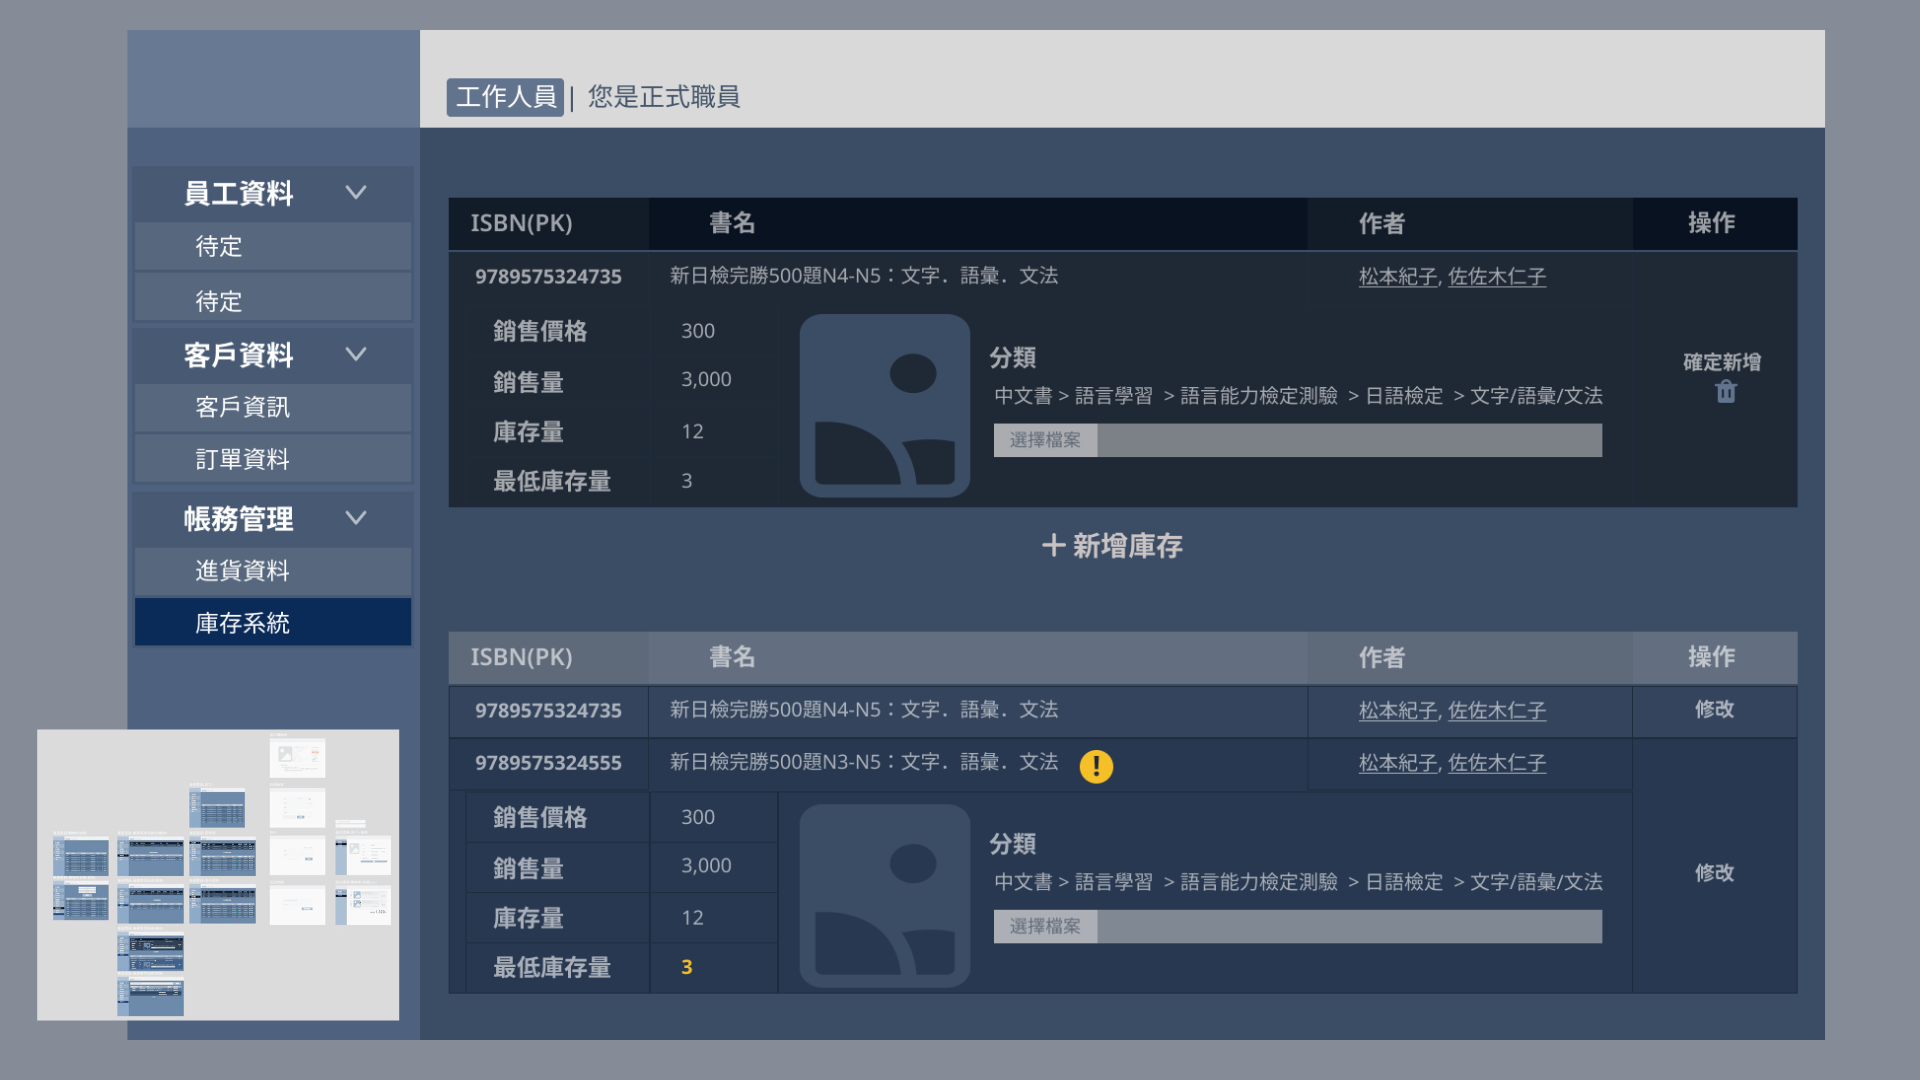 工作人員 | 您是正式職員
員工資料
待定
待定
客戶資料
客戶資訊
訂單資料
帳務管理
進貨資料
庫存系統
ISBN(PK) 書名 作者 操作
9789575324735 新日檢完勝500題N4-N5：文字．語彙．文法 松本紀子, 佐佐木仁子
銷售價格 300
銷售量 3,000
庫存量 12
最低庫存量 3
分類
中文書 > 語言學習 > 語言能力檢定測驗 > 日語檢定 > 文字/語彙/文法
選擇檔案
確定新增
＋新增庫存
ISBN(PK) 書名 作者 操作
9789575324735 新日檢完勝500題N4-N5：文字．語彙．文法 松本紀子, 佐佐木仁子 修改
9789575324555 新日檢完勝500題N3-N5：文字．語彙．文法 ! 松本紀子, 佐佐木仁子
銷售價格 300
銷售量 3,000
庫存量 12
最低庫存量 3
分類
中文書 > 語言學習 > 語言能力檢定測驗 > 日語檢定 > 文字/語彙/文法
選擇檔案
修改